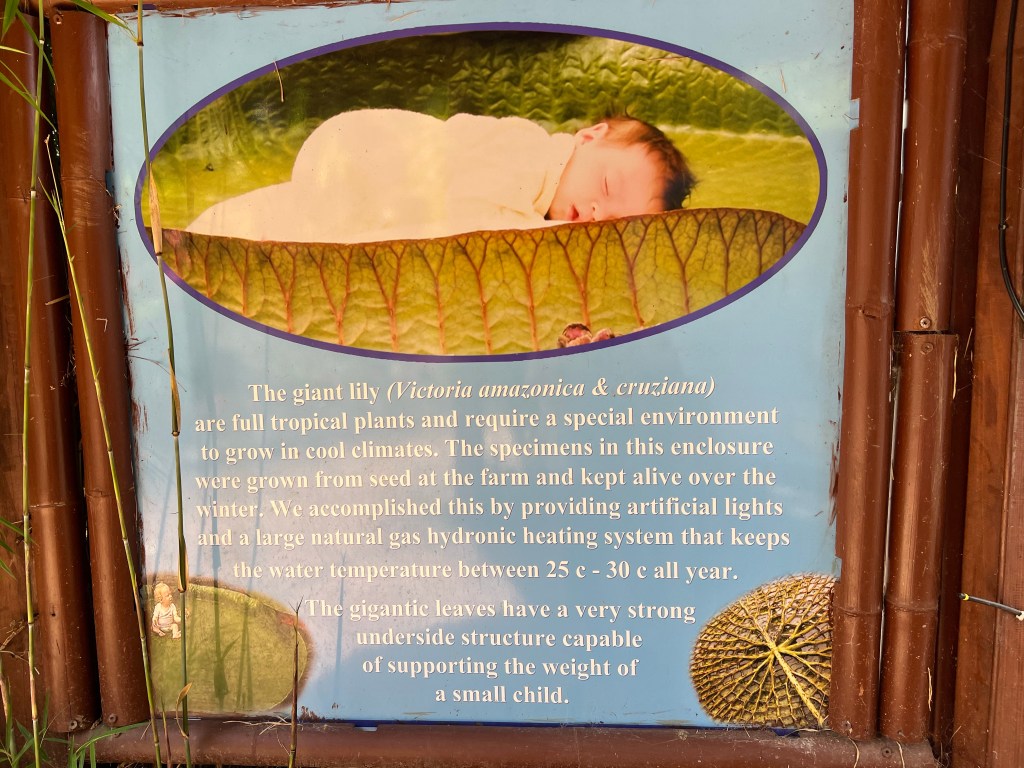 The giant lily (Victoria amazonica & cruziana)
are full tropical plants and require a special environment
to grow in cool climates. The specimens in this enclosure
were grown from seed at the farm and kept alive over the
winter. We accomplished this by providing artificial lights
and a large natural gas hydronic heating system that keeps
the water temperature between 25 c - 30 c all year.
The gigantic leaves have a very strong
underside structure capable
of supporting the weight of
a small child.